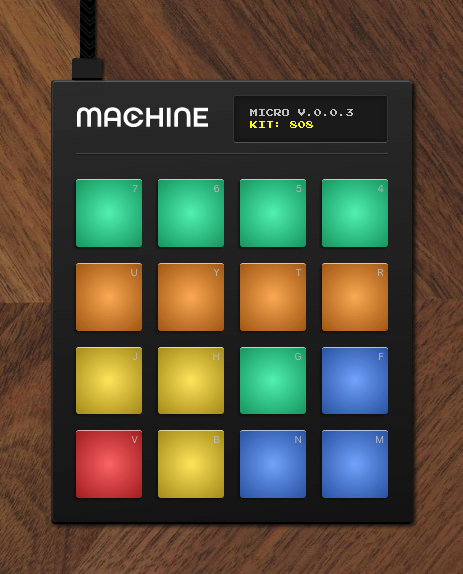 MACHINE
MICRO V.0.0.3
KIT: 808
7 6 5 4
U Y T R
J H G F
V B N M